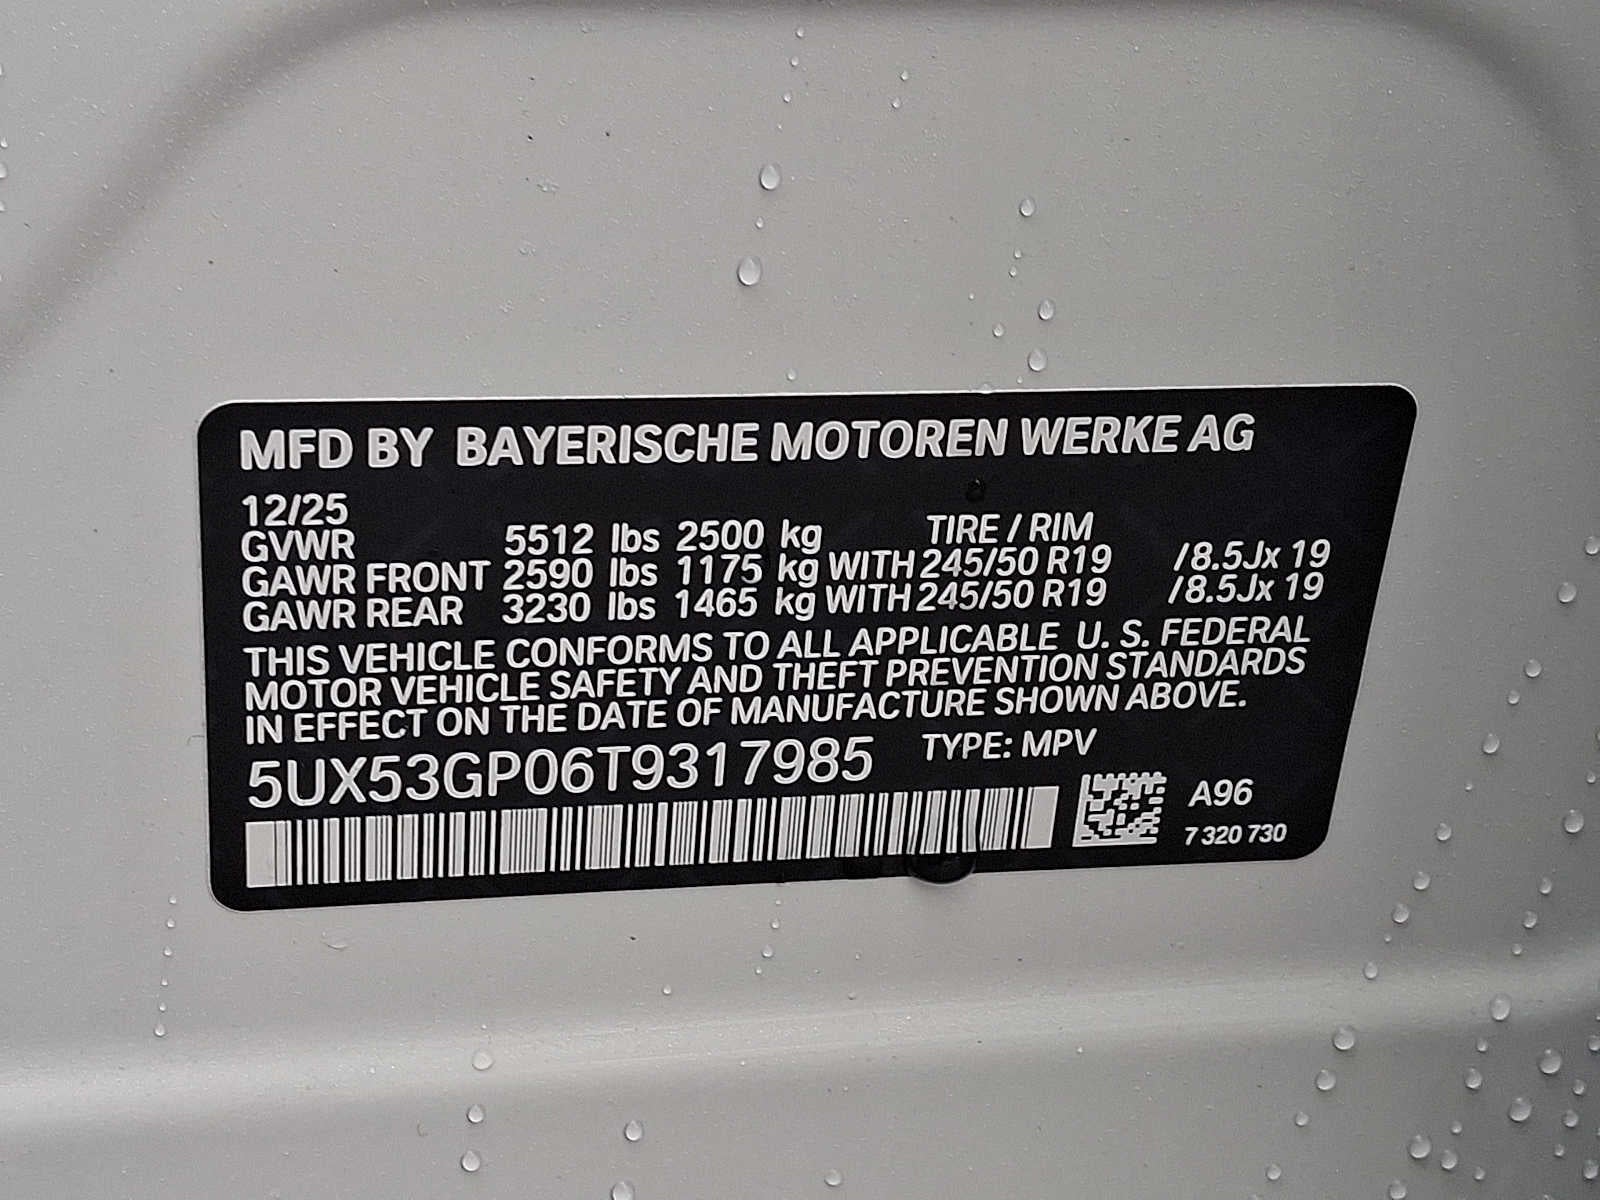 MFD BY BAYERISCHE MOTOREN WERKE AG
12/25
GVWR 5512 lbs 2500 kg TIRE / RIM
GAWR FRONT 2590 lbs 1175 kg WITH 245/50 R19 /8.5Jx 19
GAWR REAR 3230 lbs 1465 kg WITH 245/50 R19 /8.5Jx 19
THIS VEHICLE CONFORMS TO ALL APPLICABLE U. S. FEDERAL
MOTOR VEHICLE SAFETY AND THEFT PREVENTION STANDARDS
IN EFFECT ON THE DATE OF MANUFACTURE SHOWN ABOVE.
5UX53GP06T9317985 TYPE: MPV
A96
7 320 730